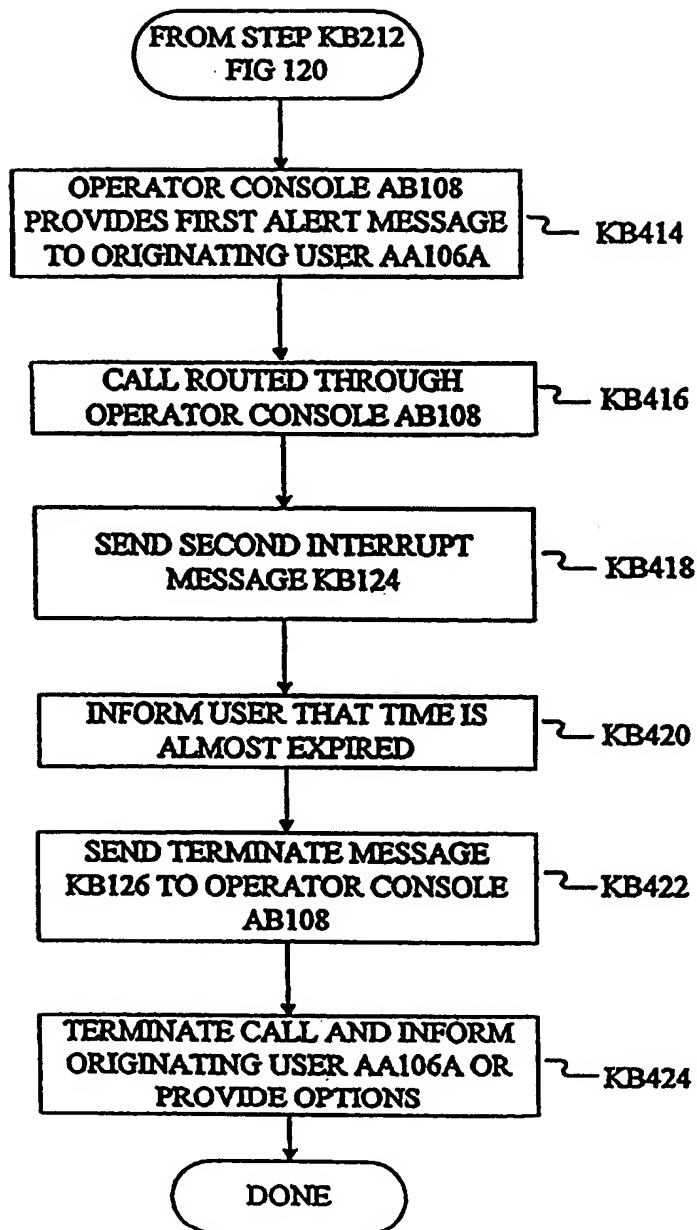 FROM STEP KB212
FIG 120
OPERATOR CONSOLE AB108
PROVIDES FIRST ALERT MESSAGE
TO ORIGINATING USER AA106A
KB414
CALL ROUTED THROUGH
OPERATOR CONSOLE AB108
KB416
SEND SECOND INTERRUPT
MESSAGE KB124
KB418
INFORM USER THAT TIME IS
ALMOST EXPIRED
KB420
SEND TERMINATE MESSAGE
KB126 TO OPERATOR CONSOLE
AB108
KB422
TERMINATE CALL AND INFORM
ORIGINATING USER AA106A OR
PROVIDE OPTIONS
KB424
DONE